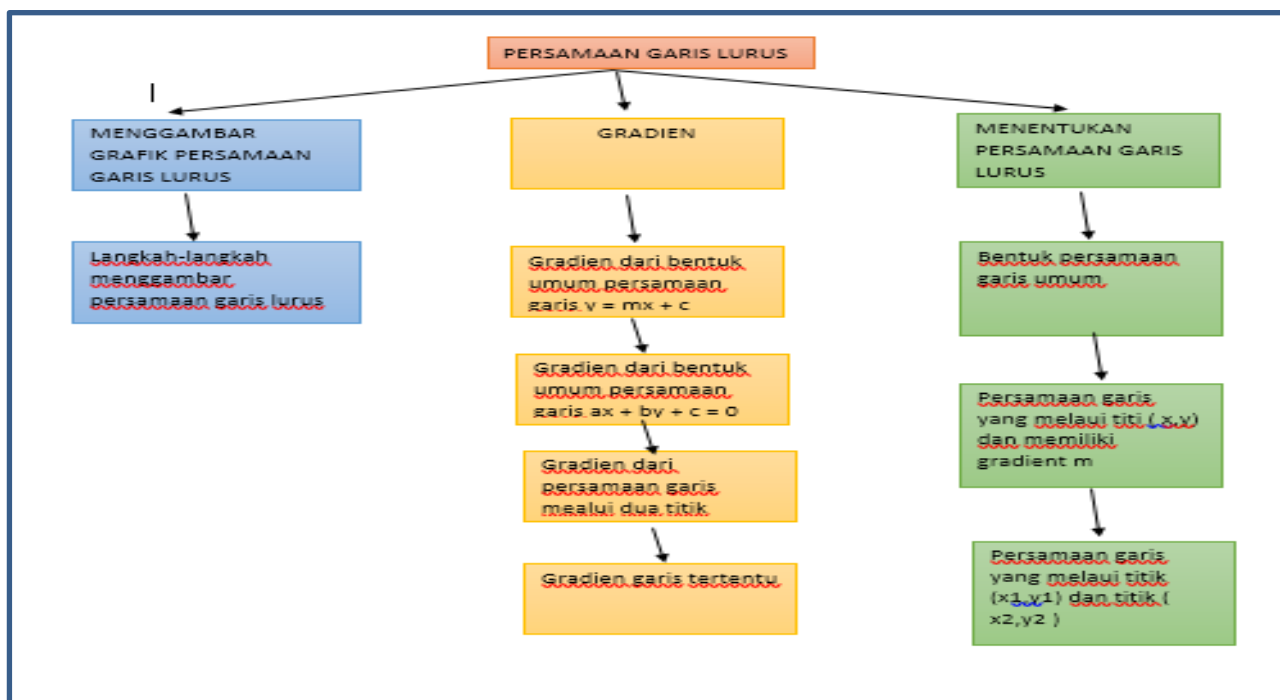 PERSAMAAN GARIS LURUS
MENGGAMBAR
GRAFIK PERSAMAAN
GARIS LURUS
Langkah-langkah
menggambar
persamaan garis lurus
GRADIEN
Gradien dari bentuk
umum persamaan
garis y = mx + c
Gradien dari bentuk
umum persamaan
garis ax + by + c = 0
Gradien dari
persamaan garis
mealui dua titik
Gradien garis tertentu
MENENTUKAN
PERSAMAAN GARIS
LURUS
Bentuk persamaan
garis umum
Persamaan garis
yang melaui titi ( x,y)
dan memiliki
gradient m
Persamaan garis
yang melaui titik
(x1,y1) dan titik (
x2,y2 )